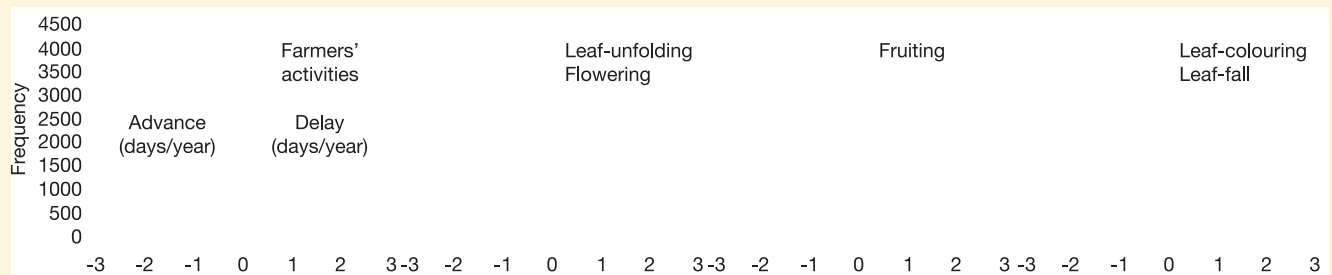 4500
4000
3500
3000
2500
2000
1500
1000
500
0
Frequency
Farmers’
activities
Advance
(days/year)
Delay
(days/year)
Leaf-unfolding
Flowering
Fruiting
Leaf-colouring
Leaf-fall
-3 -2 -1 0 1 2 3 -3 -2 -1 0 1 2 3 -3 -2 -1 0 1 2 3 -3 -2 -1 0 1 2 3